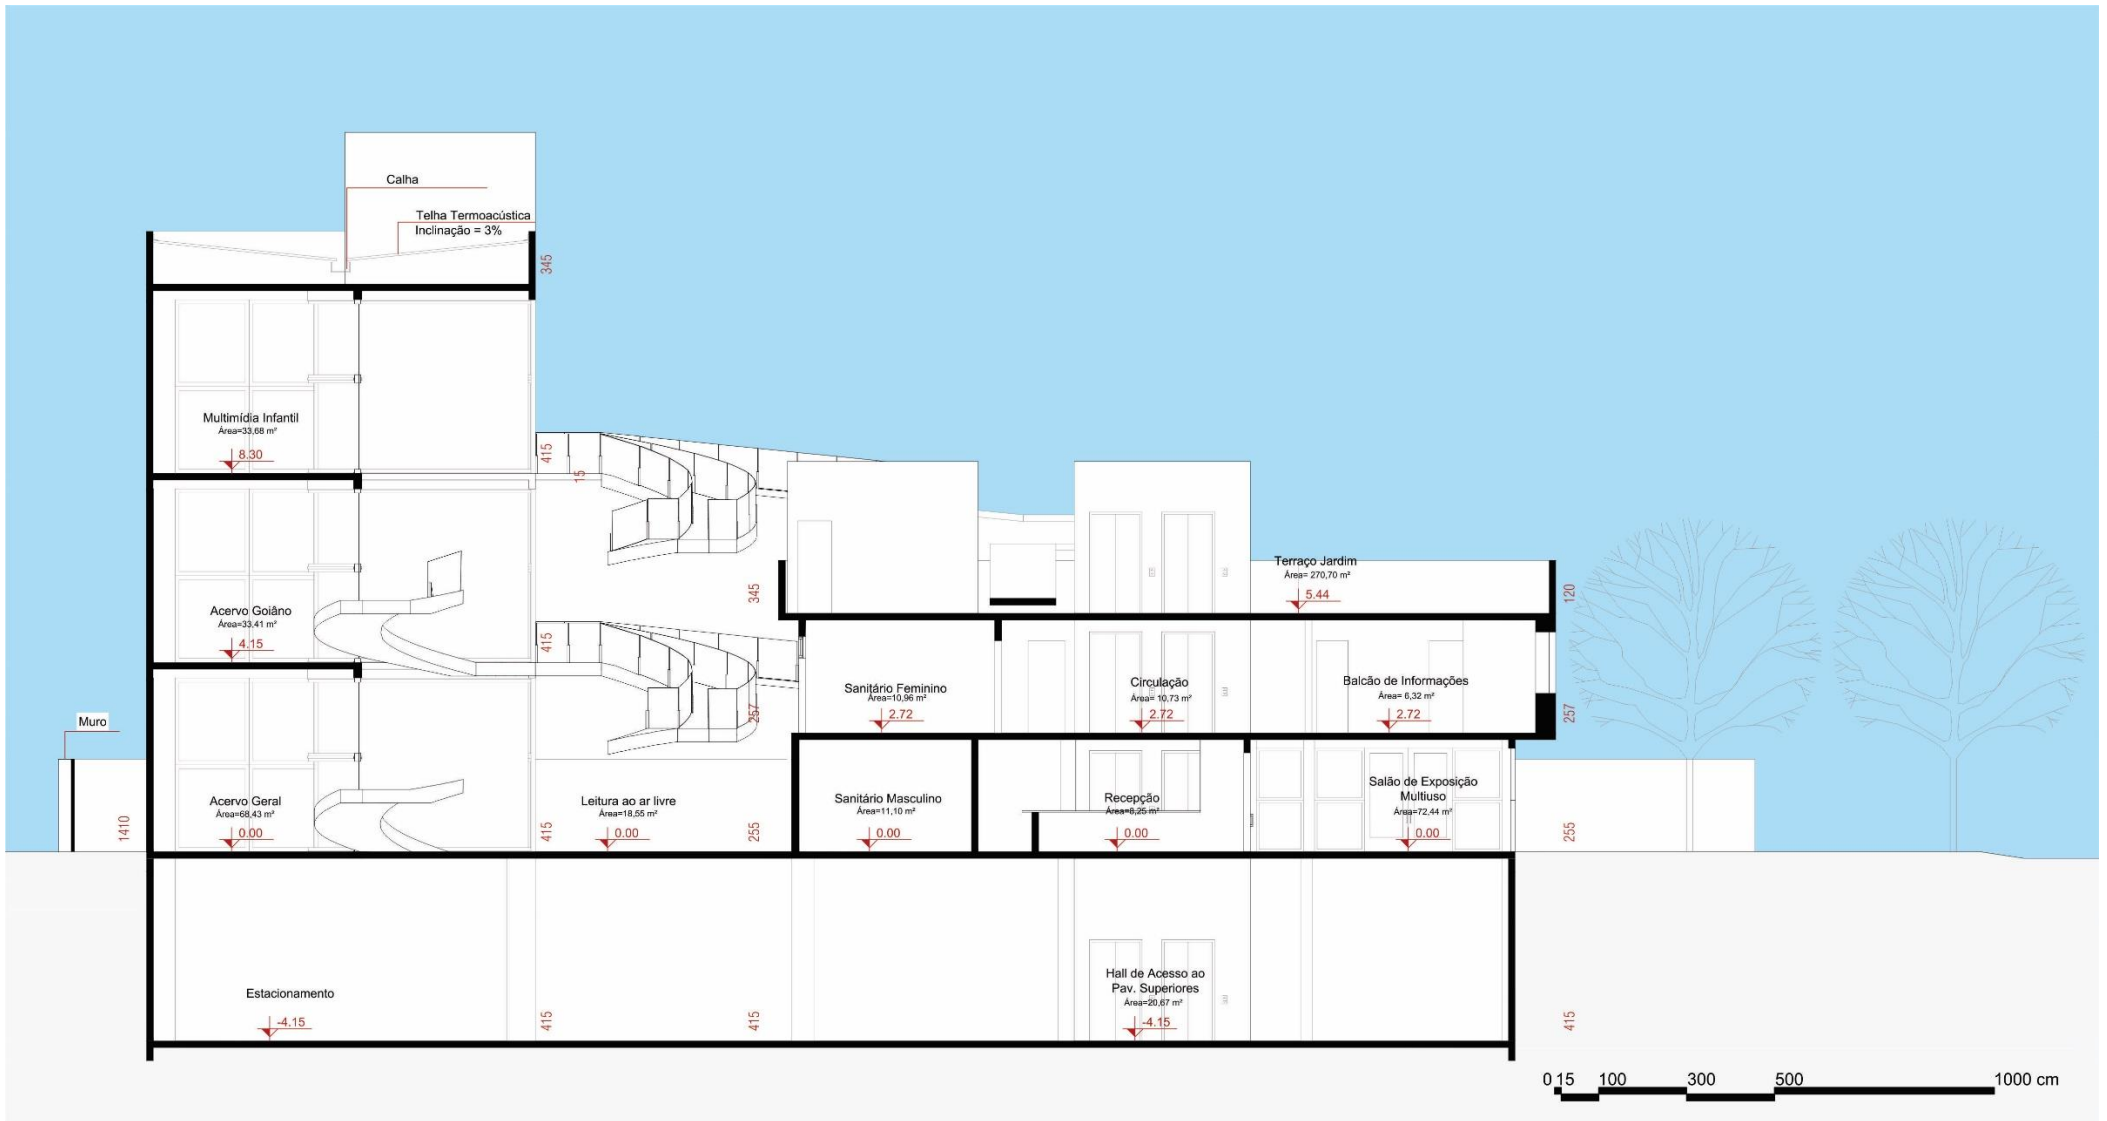 Calha
Telha Termoacústica
Inclinação = 3%
345
Multimídia Infantil
Área=33,68 m²
8.30
415
15
Terraço Jardim
Área= 270,70 m²
5.44
345
120
Acervo Goiâno
Área=33,41 m²
4.15
415
Sanitário Feminino
Área=10,96 m²
2.72
Circulação
Área= 10,73 m²
2.72
Balcão de Informações
Área= 6,32 m²
2.72
257
257
Muro
1410
Acervo Geral
Área=68,43 m²
0.00
415
Leitura ao ar livre
Área=18,55 m²
0.00
255
Sanitário Masculino
Área=11,10 m²
0.00
Recepção
Área=8,25 m²
0.00
Salão de Exposição
Multiuso
Área=72,44 m²
0.00
255
Estacionamento
-4.15
415
415
Hall de Acesso ao
Pav. Superiores
Área=20,67 m²
-4.15
415
0 15 100 300 500 1000 cm